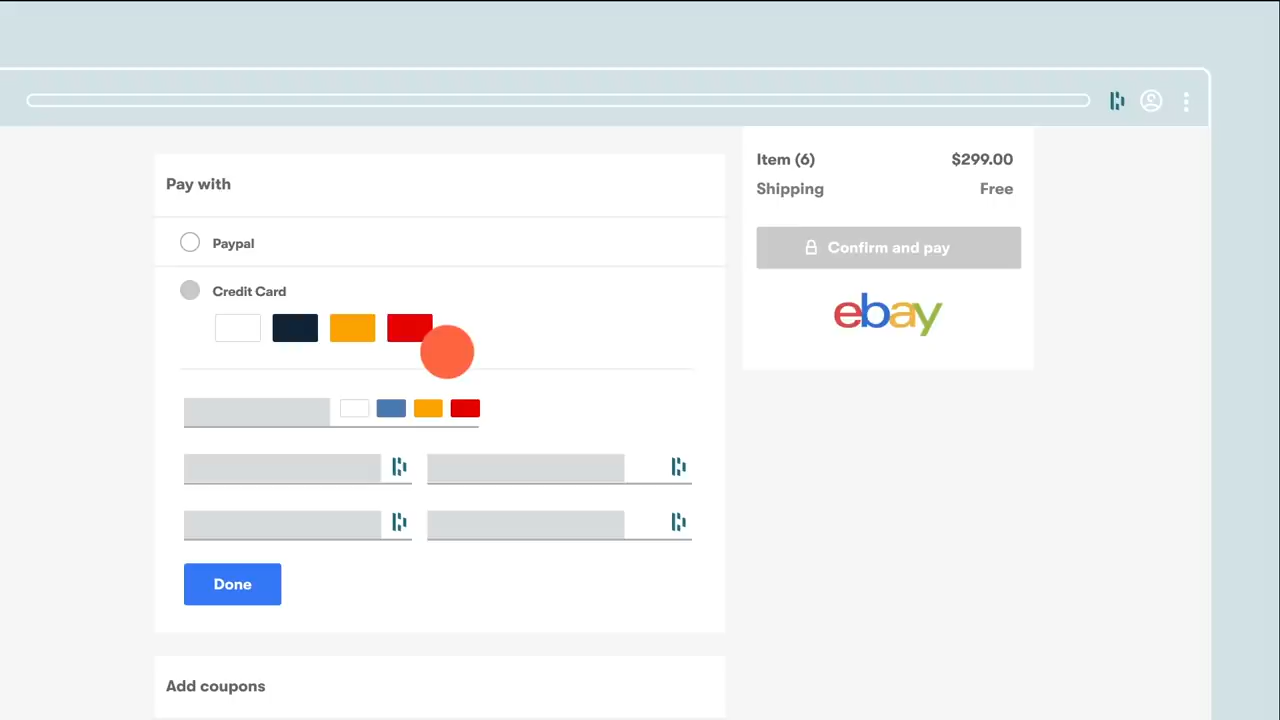 Pay with
Paypal
Credit Card
Done
Add coupons
Item (6) $299.00
Shipping Free
Confirm and pay
ebay